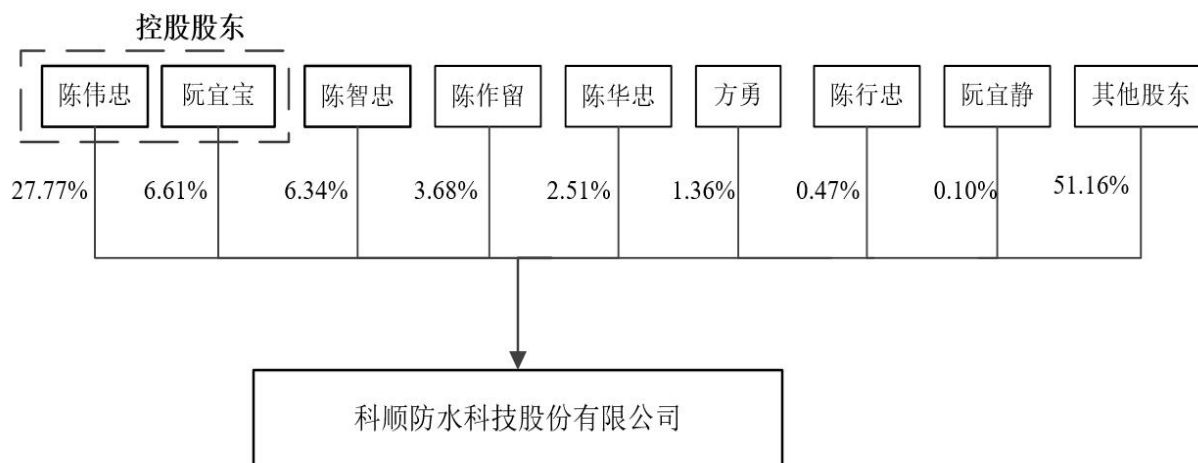 控股股东
陈伟忠
阮宜宝
陈智忠
陈作留
陈华忠
方勇
陈行忠
阮宜静
其他股东
27.77%
6.61%
6.34%
3.68%
2.51%
1.36%
0.47%
0.10%
51.16%
科顺防水科技股份有限公司